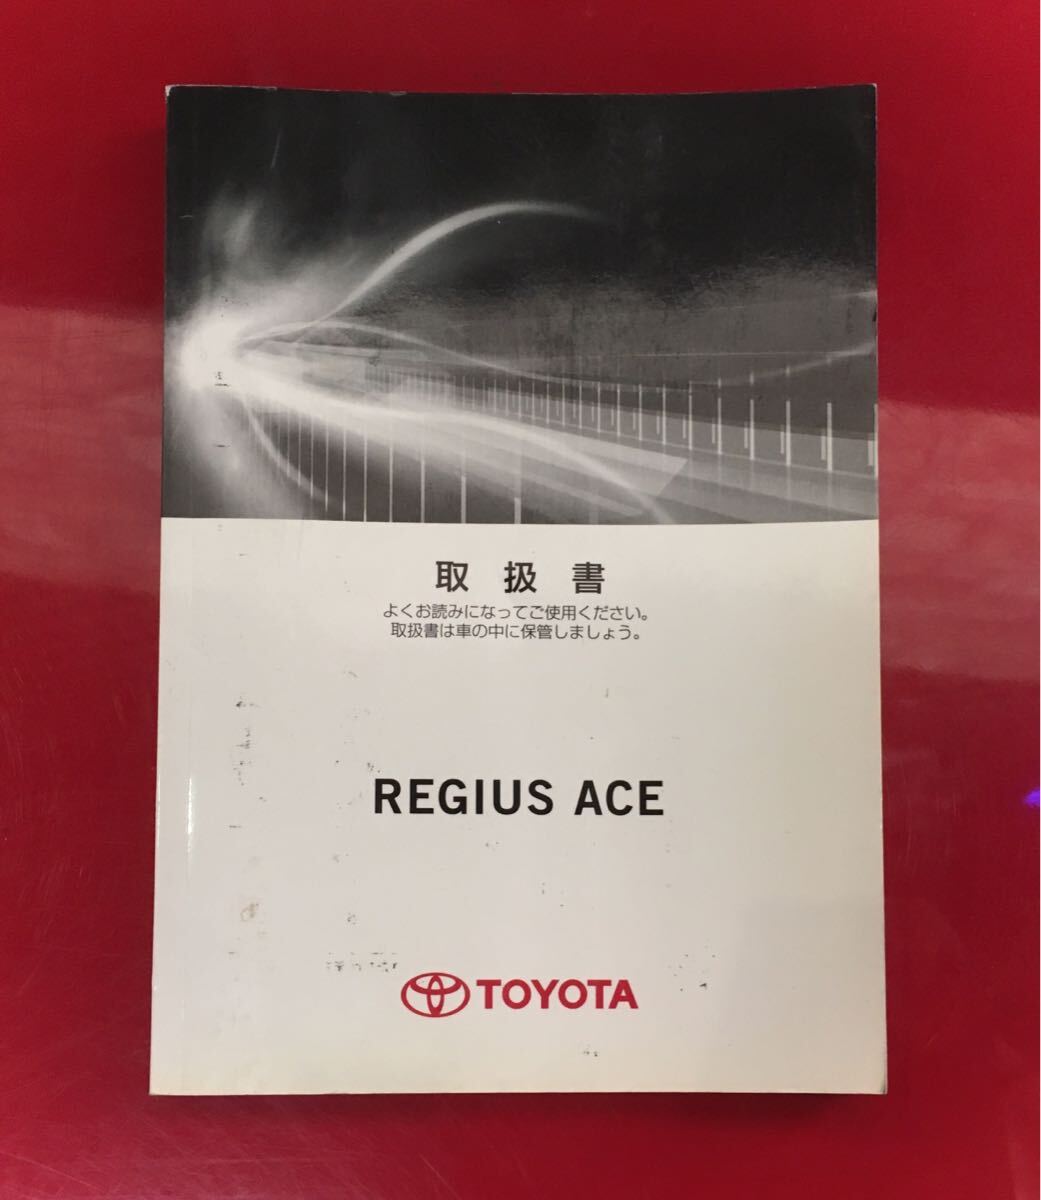 取扱書
よくお読みになってご使用ください。
取扱書は車の中に保管しましょう。
REGIUS ACE
TOYOTA